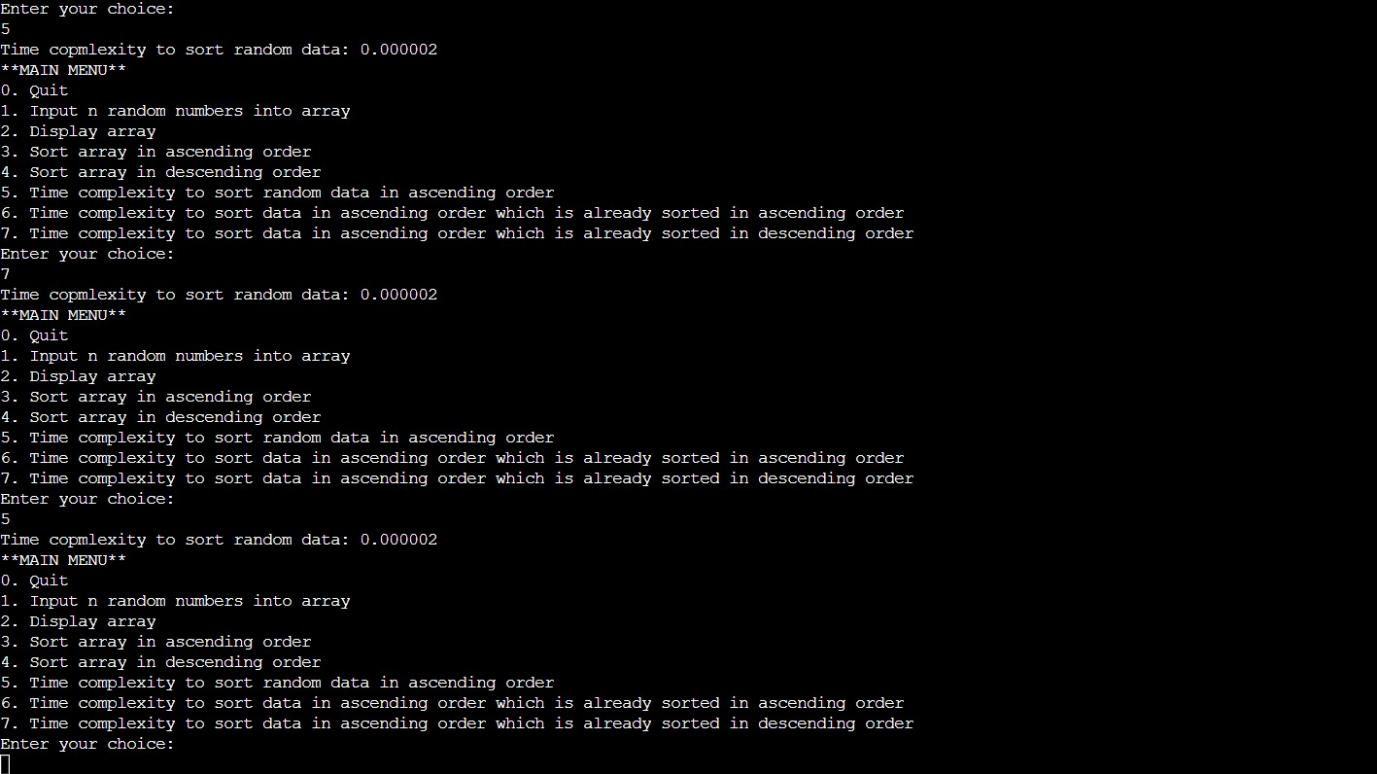 Enter your choice:
5
Time copmlexity to sort random data: 0.000002
**MAIN MENU**
0. Quit
1. Input n random numbers into array
2. Display array
3. Sort array in ascending order
4. Sort array in descending order
5. Time complexity to sort random data in ascending order
6. Time complexity to sort data in ascending order which is already sorted in ascending order
7. Time complexity to sort data in ascending order which is already sorted in descending order
Enter your choice:
7
Time copmlexity to sort random data: 0.000002
**MAIN MENU**
0. Quit
1. Input n random numbers into array
2. Display array
3. Sort array in ascending order
4. Sort array in descending order
5. Time complexity to sort random data in ascending order
6. Time complexity to sort data in ascending order which is already sorted in ascending order
7. Time complexity to sort data in ascending order which is already sorted in descending order
Enter your choice:
5
Time copmlexity to sort random data: 0.000002
**MAIN MENU**
0. Quit
1. Input n random numbers into array
2. Display array
3. Sort array in ascending order
4. Sort array in descending order
5. Time complexity to sort random data in ascending order
6. Time complexity to sort data in ascending order which is already sorted in ascending order
7. Time complexity to sort data in ascending order which is already sorted in descending order
Enter your choice: